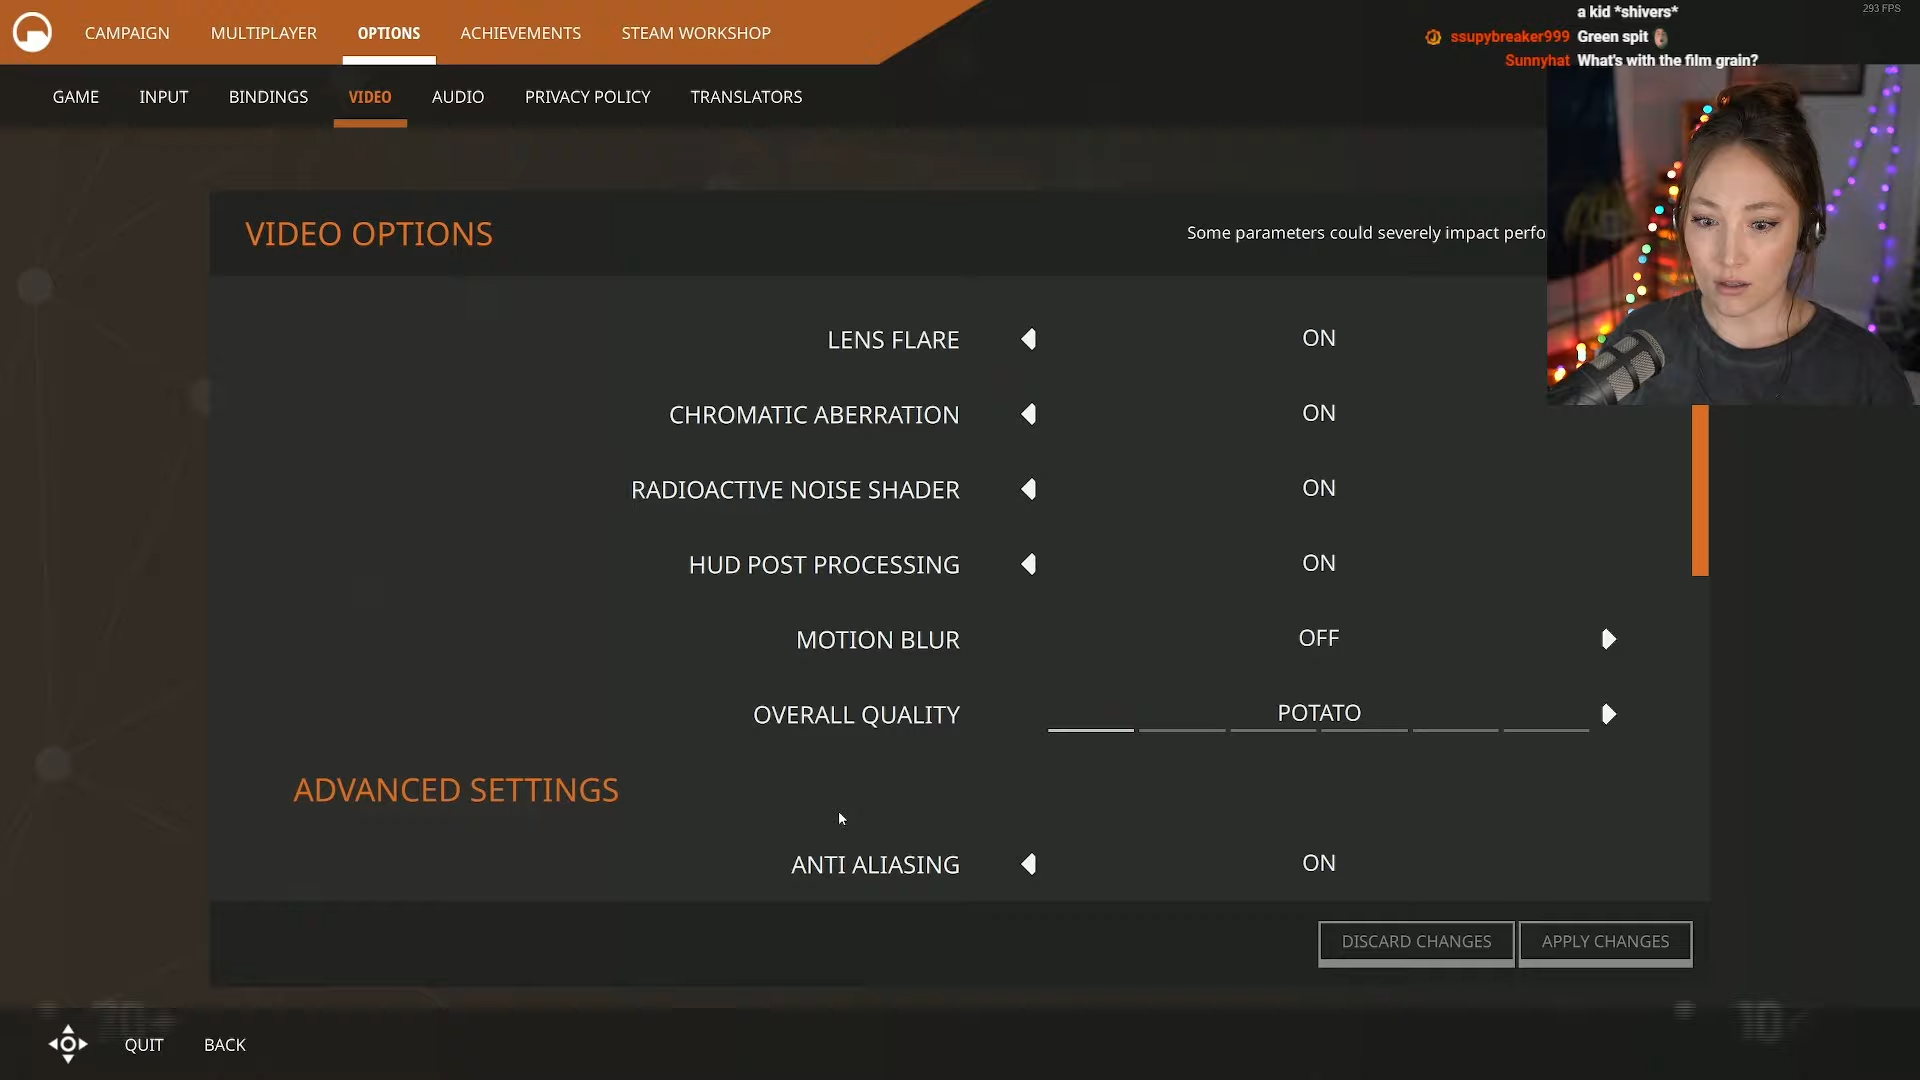 CAMPAIGN MULTIPLAYER OPTIONS ACHIEVEMENTS STEAM WORKSHOP
293 FPS
a kid *shivers*
ssupybreaker999 Green spit
Sunnyhat What's with the film grain?
GAME INPUT BINDINGS VIDEO AUDIO PRIVACY POLICY TRANSLATORS
VIDEO OPTIONS
Some parameters could severely impact perfo
LENS FLARE ON
CHROMATIC ABERRATION ON
RADIOACTIVE NOISE SHADER ON
HUD POST PROCESSING ON
MOTION BLUR OFF
OVERALL QUALITY POTATO
ADVANCED SETTINGS
ANTI ALIASING ON
DISCARD CHANGES APPLY CHANGES
QUIT BACK